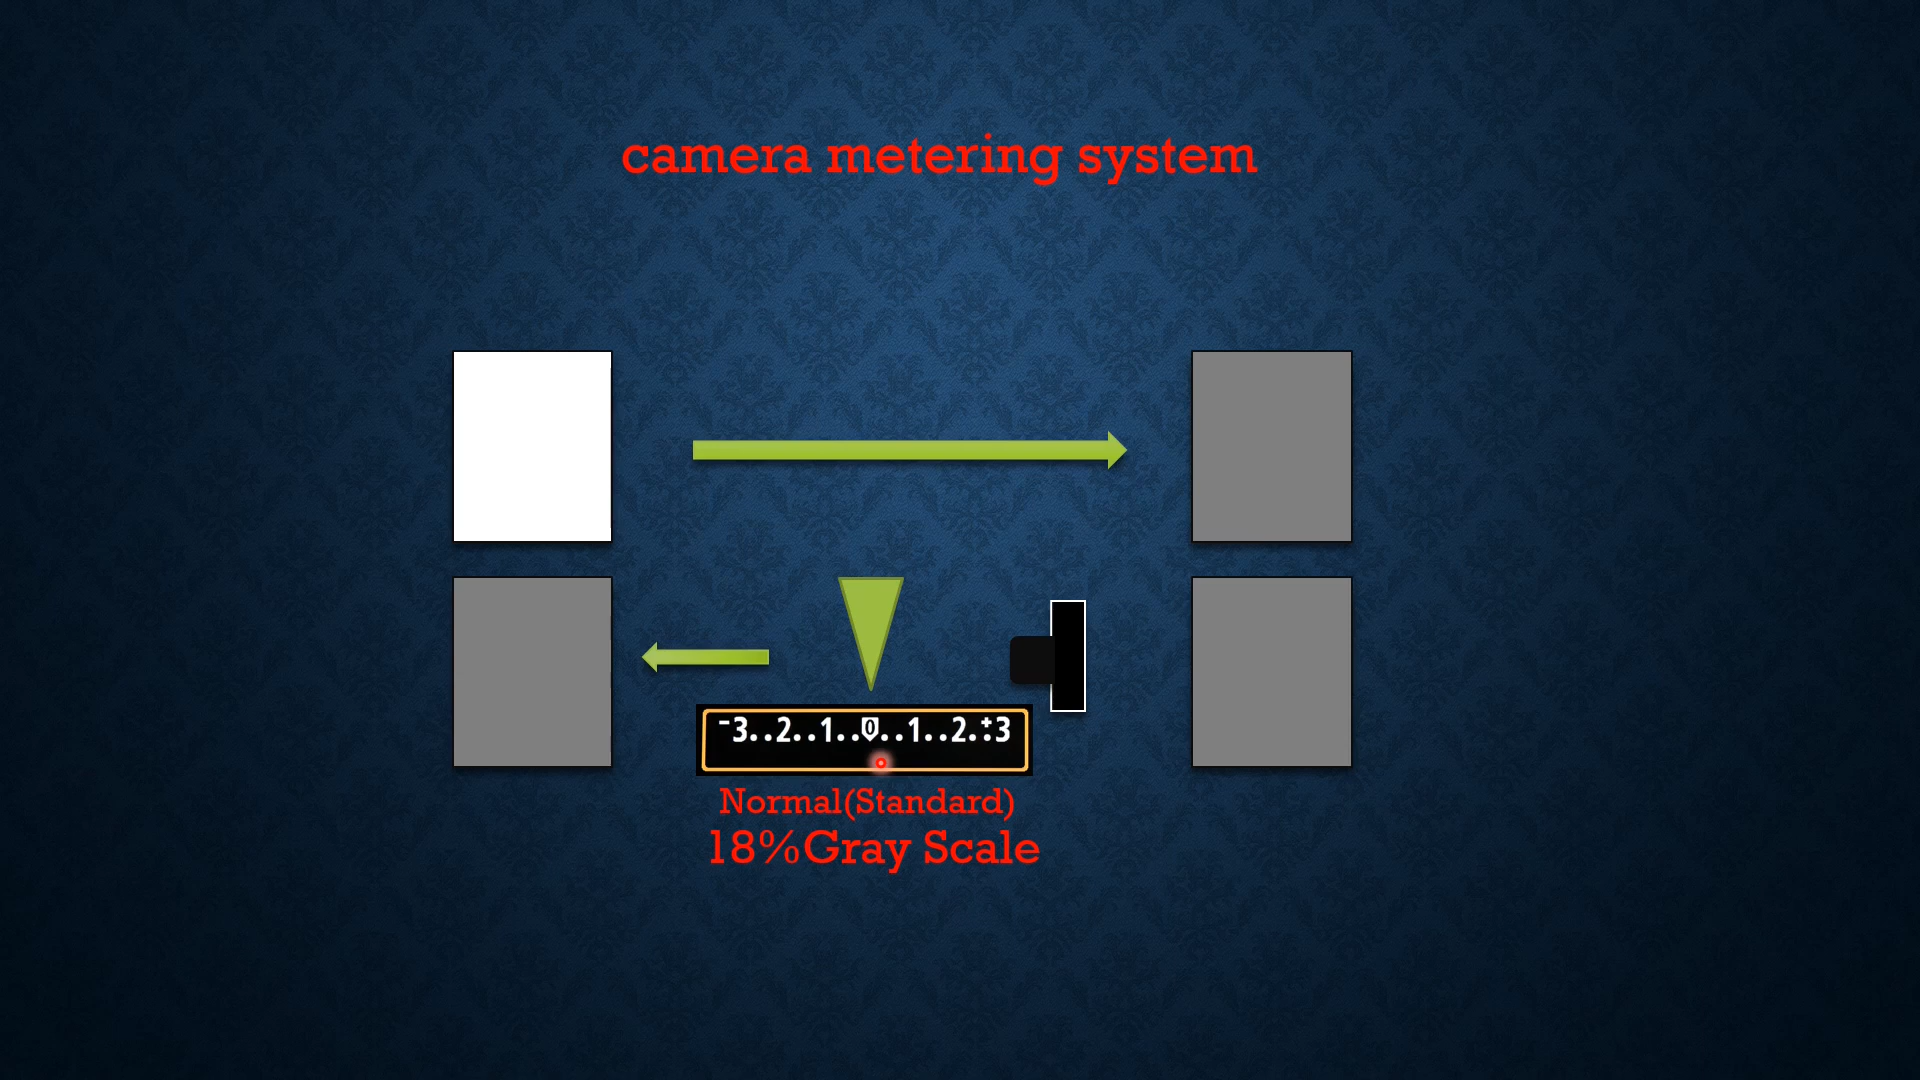 camera metering system
-3..2..1..0..1..2.:+3
Normal(Standard)
18%Gray Scale